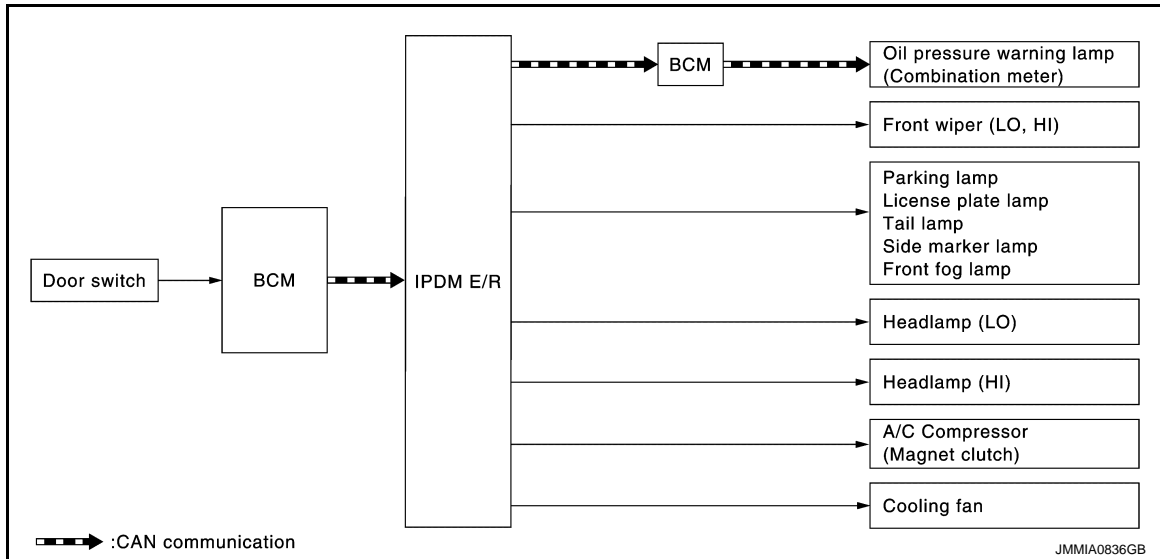 Door switch
BCM
IPDM E/R
BCM
Oil pressure warning lamp
(Combination meter)
Front wiper (LO, HI)
Parking lamp
License plate lamp
Tail lamp
Side marker lamp
Front fog lamp
Headlamp (LO)
Headlamp (HI)
A/C Compressor
(Magnet clutch)
Cooling fan
:CAN communication
JMMIA0836GB